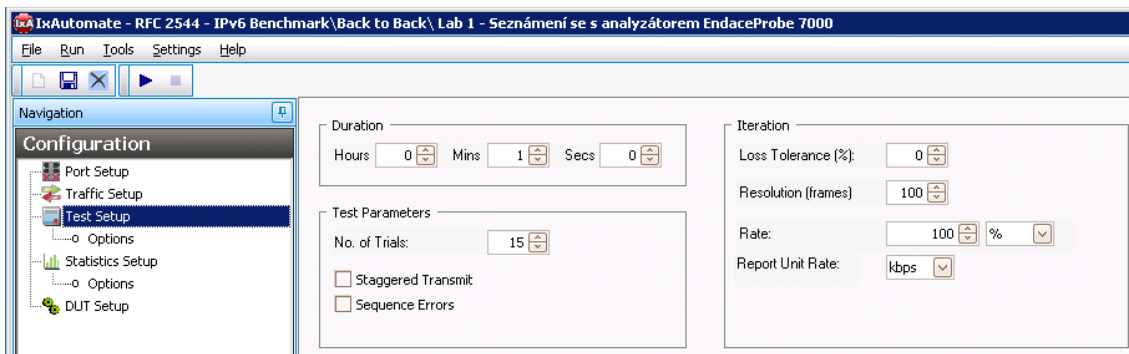 IxAutomate - RFC 2544 - IPv6 Benchmark\Back to Back\ Lab 1 - Seznámení se s analyzátorem EndaceProbe 7000
File Run Tools Settings Help
Navigation
Configuration
Port Setup
Traffic Setup
Test Setup
Options
Statistics Setup
Options
DUT Setup
Duration
Hours 0 Mins 1 Secs 0
Test Parameters
No. of Trials: 15
Staggered Transmit
Sequence Errors
Iteration
Loss Tolerance (%): 0
Resolution (frames) 100
Rate: 100 %
Report Unit Rate: kbps